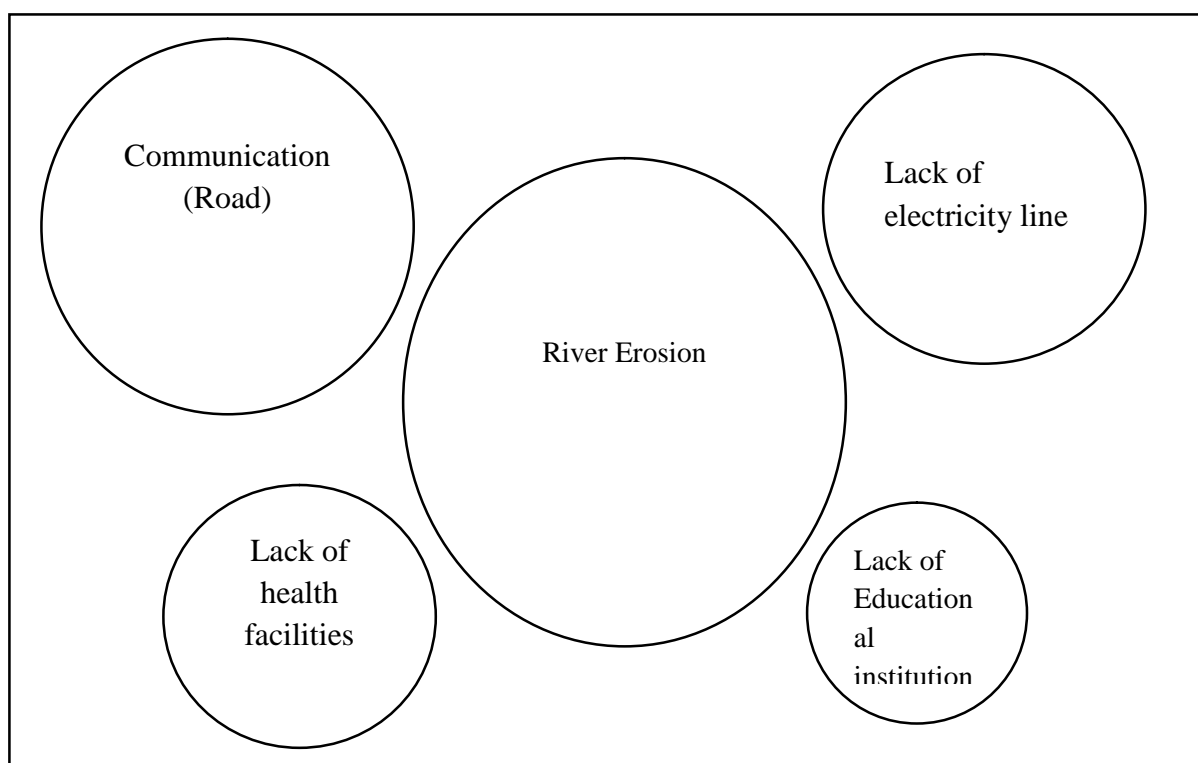 Communication
(Road)
Lack of
electricity line
River Erosion
Lack of
health
facilities
Lack of
Education
al
institution